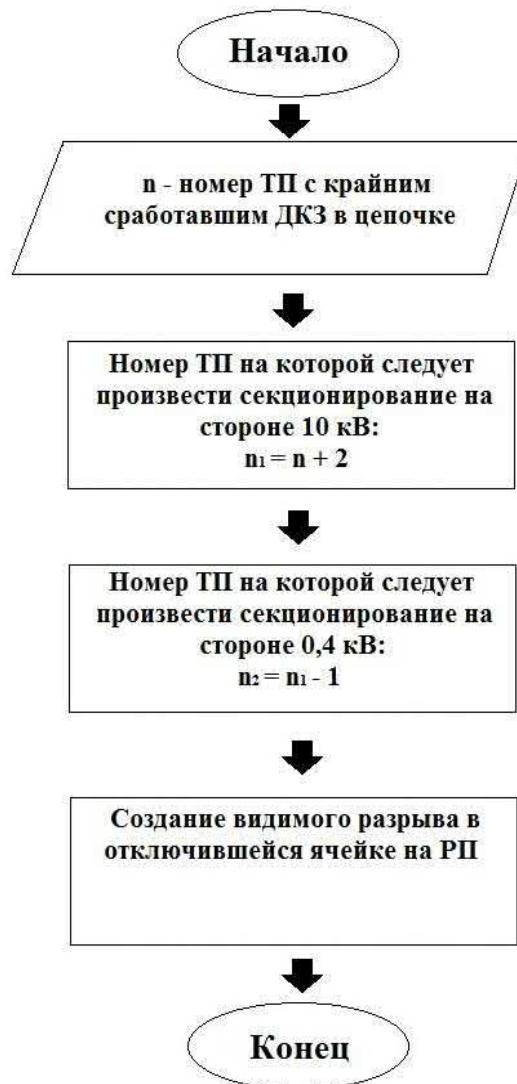 Начало
n - номер ТП с крайним
сработавшим ДКЗ в цепочке
Номер ТП на которой следует
произвести секционирование на
стороне 10 кВ:
n₁ = n + 2
Номер ТП на которой следует
произвести секционирование на
стороне 0,4 кВ:
n₂ = n₁ - 1
Создание видимого разрыва в
отключившейся ячейке на РП
Конец